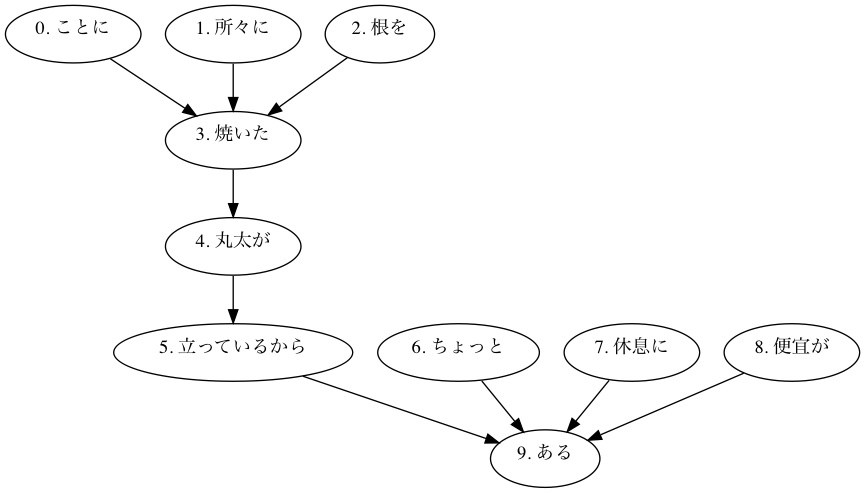 0. ことに 1. 所々に 2. 根を
3. 焼いた
4. 丸太が
5. 立っているから 6. ちょっと 7. 休息に 8. 便宜が
9. ある